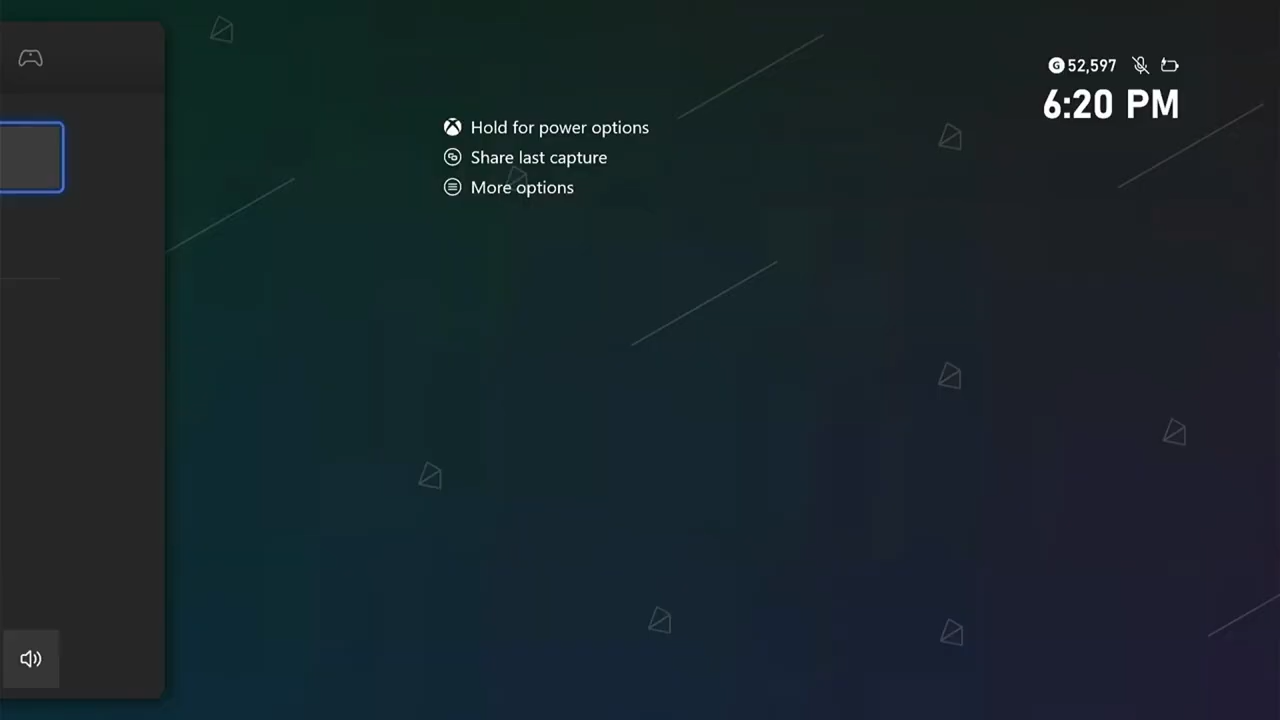 G 52,597
6:20 PM
Hold for power options
Share last capture
More options